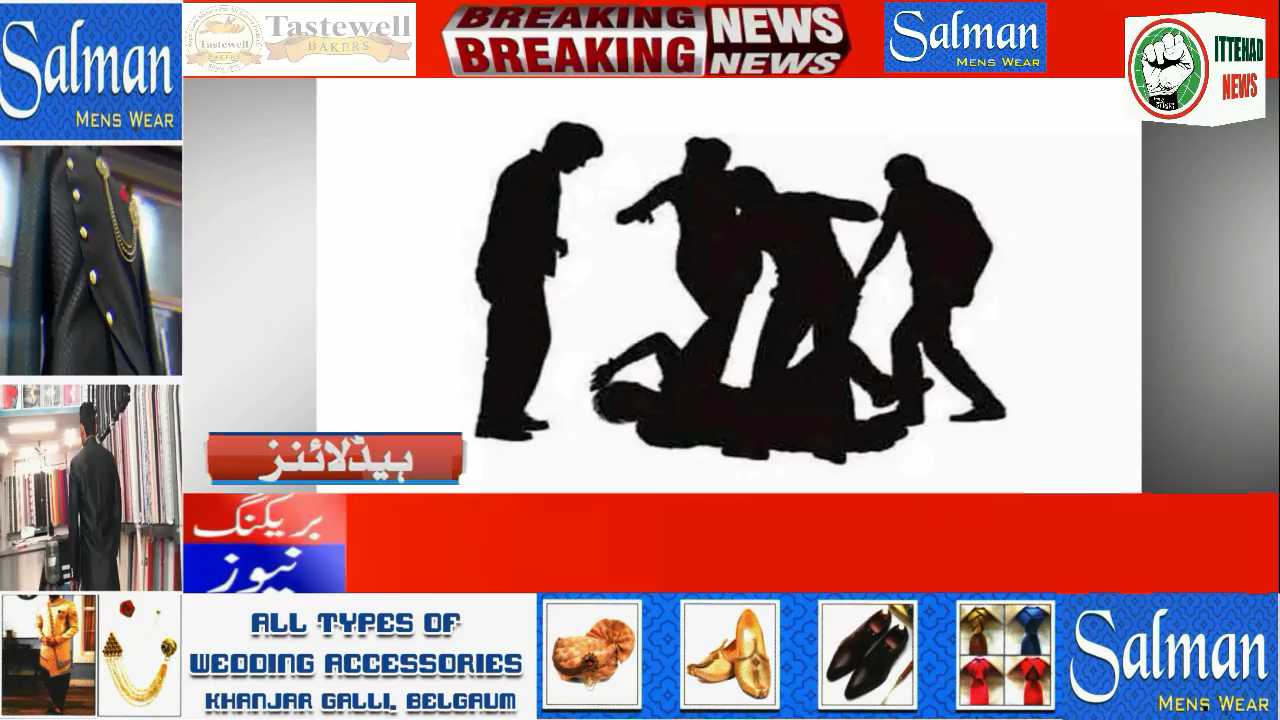 Salman
MENS WEAR
Tastewell
BAKERS
Tastewell
BREAKING NEWS
BREAKING NEWS
Salman
MENS WEAR
ITTEHAD
NEWS
ہیڈلائنز
بریکنگ
نیوز
ALL TYPES OF
WEDDING ACCESSORIES
KHANJAR GALLI, BELGAUM
Salman
MENS WEAR